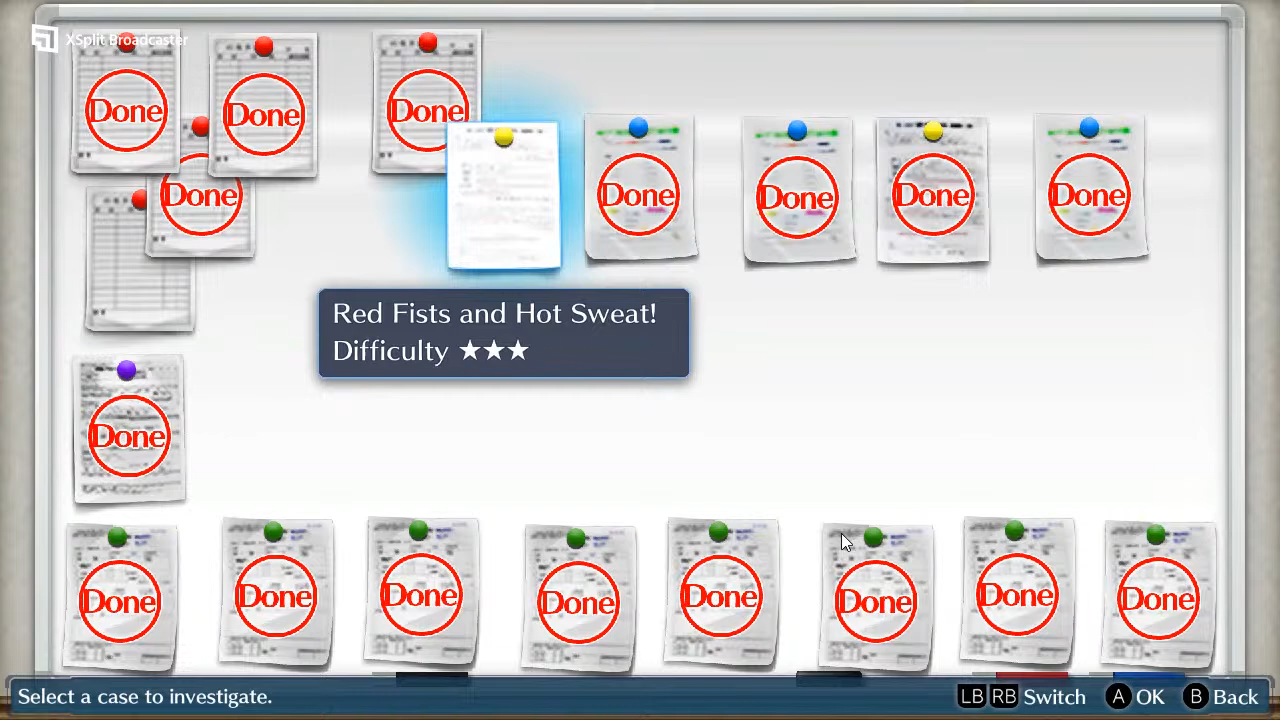 XSplit Broadcaster
Done
Done
Done
Done
Done
Done
Done
Done
Red Fists and Hot Sweat!
Difficulty ★★★
Done
Done
Done
Done
Done
Done
Done
Done
Done
Select a case to investigate.
LB RB Switch A OK B Back